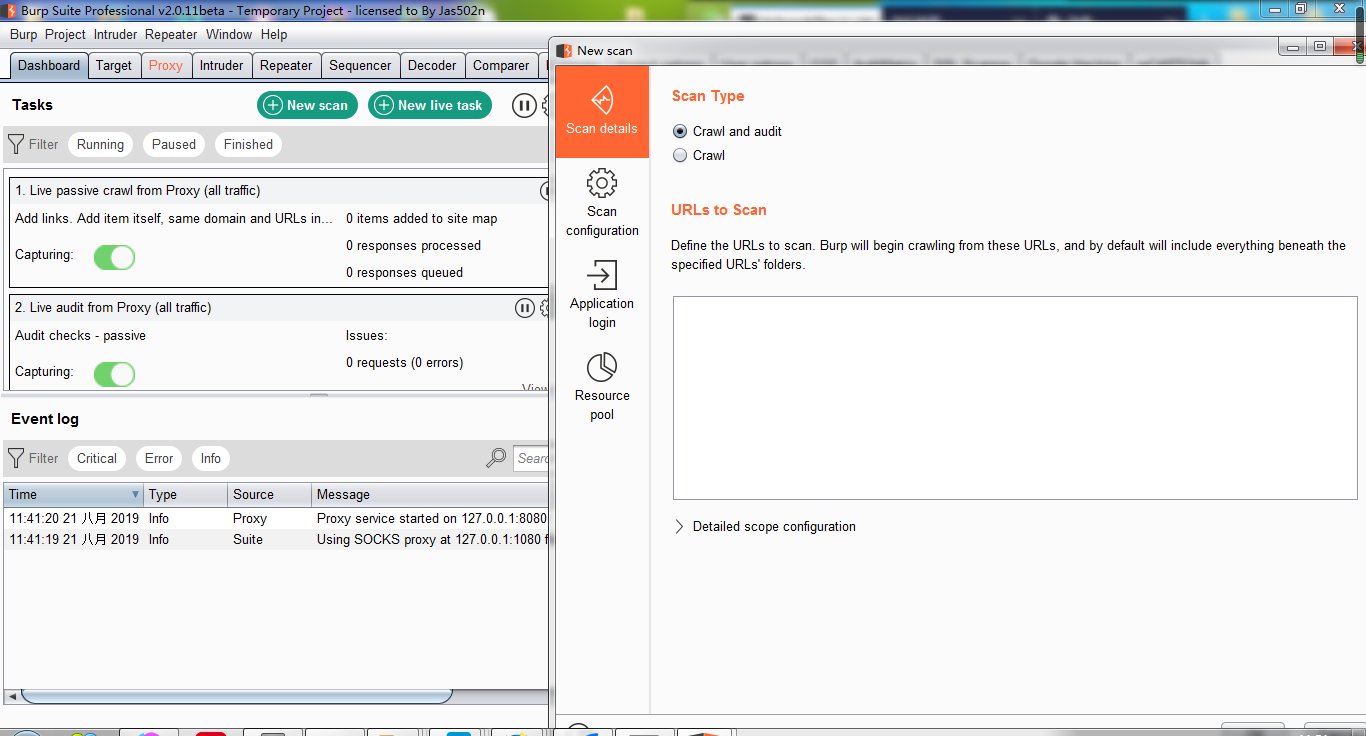 Burp Suite Professional v2.0.11beta - Temporary Project - licensed to By Jas502n
Burp Project Intruder Repeater Window Help
Dashboard Target Proxy Intruder Repeater Sequencer Decoder Comparer
Tasks
New scan New live task
Filter Running Paused Finished
1. Live passive crawl from Proxy (all traffic)
Add links. Add item itself, same domain and URLs in... 0 items added to site map
0 responses processed
Capturing:
0 responses queued
2. Live audit from Proxy (all traffic)
Audit checks - passive Issues:
0 requests (0 errors)
Capturing:
View
Event log
Filter Critical Error Info
Time Type Source Message
11:41:20 21 八月 2019 Info Proxy Proxy service started on 127.0.0.1:8080
11:41:19 21 八月 2019 Info Suite Using SOCKS proxy at 127.0.0.1:1080
New scan
Scan details
Scan
configuration
Application
login
Resource
pool
Scan Type
Crawl and audit
Crawl
URLs to Scan
Define the URLs to scan. Burp will begin crawling from these URLs, and by default will include everything beneath the
specified URLs' folders.
Detailed scope configuration